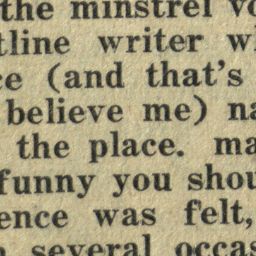 the minstrel vo
tline writer w
ce (and that's
believe me) na
the place. ma
funny you shou
ence was felt,
several occas